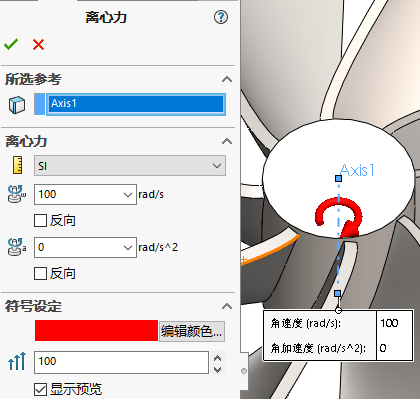 离心力
所选参考
Axis1
离心力
SI
100 rad/s
反向
0 rad/s^2
反向
符号设定
编辑颜色...
100
显示预览
Axis1
角速度 (rad/s): 100
角加速度 (rad/s^2): 0